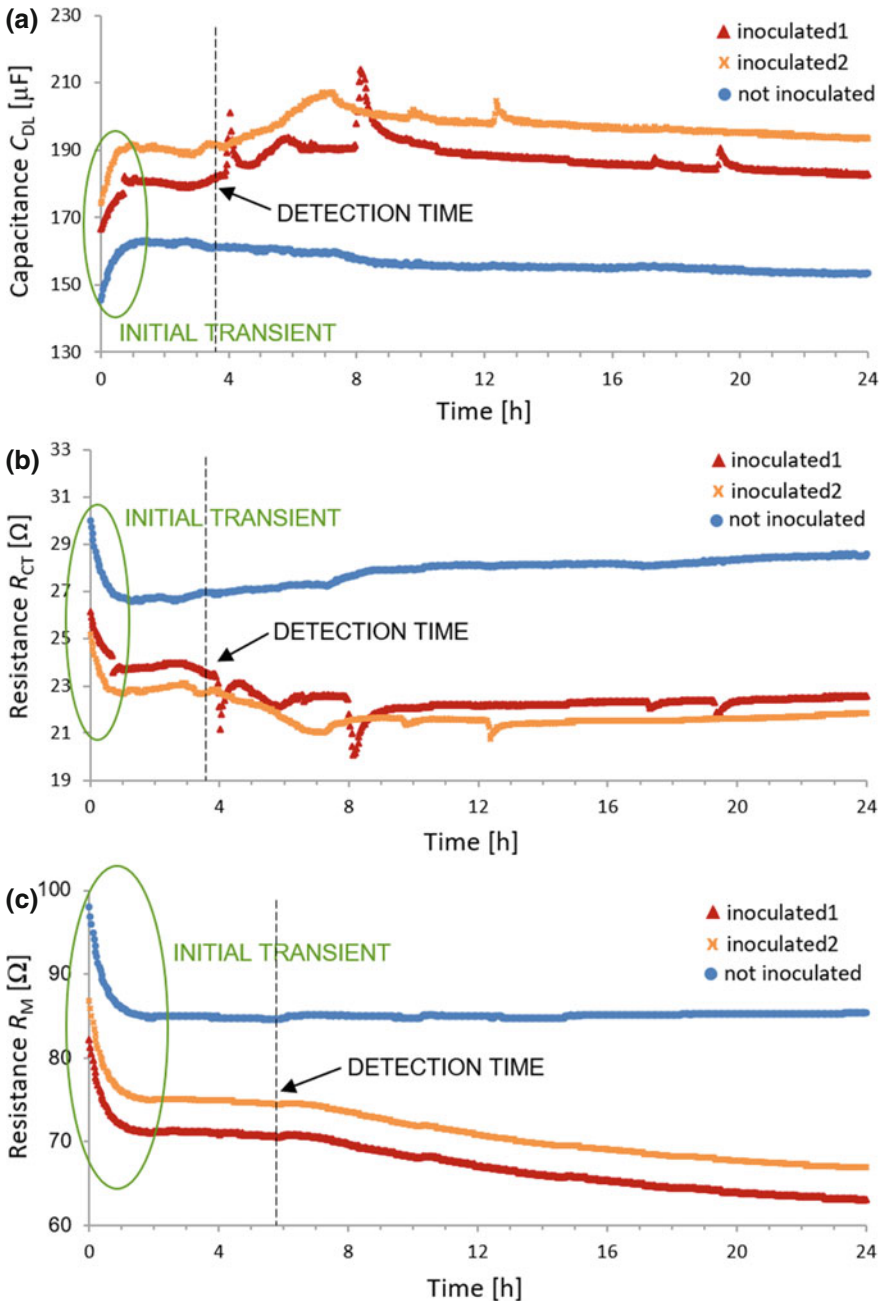 (a)
230
210
190
170
150
130
Capacitance C_DL [µF]
inoculated1
inoculated2
not inoculated
DETECTION TIME
INITIAL TRANSIENT
0 4 8 12 16 20 24
Time [h]
(b)
33
31
29
27
25
23
21
19
Resistance R_CT [Ω]
inoculated1
inoculated2
not inoculated
INITIAL TRANSIENT
DETECTION TIME
0 4 8 12 16 20 24
Time [h]
(c)
100
90
80
70
60
Resistance R_M [Ω]
inoculated1
inoculated2
not inoculated
INITIAL TRANSIENT
DETECTION TIME
0 4 8 12 16 20 24
Time [h]